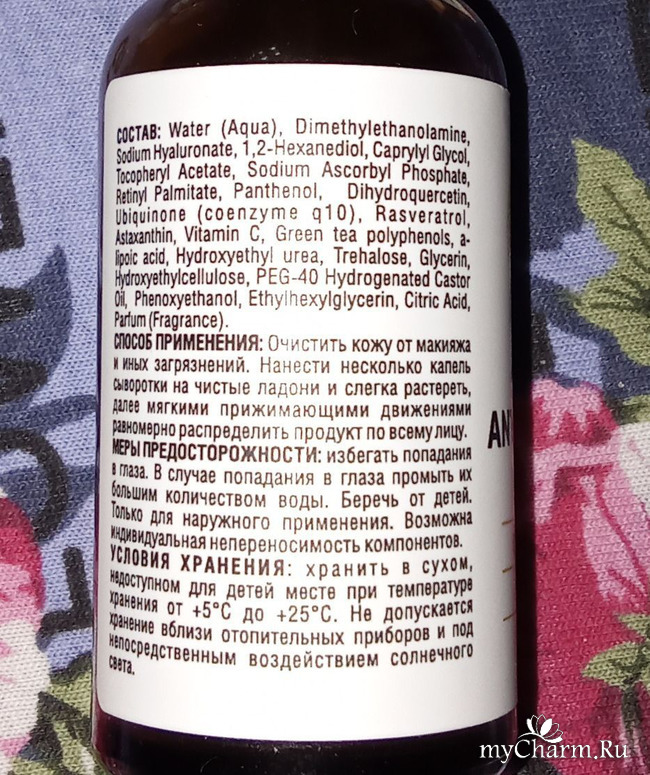 СОСТАВ: Water (Aqua), Dimethylethanolamine,
Sodium Hyaluronate, 1,2-Hexanediol, Caprylyl Glycol,
Tocopheryl Acetate, Sodium Ascorbyl Phosphate,
Retinyl Palmitate, Panthenol, Dihydroquercetin,
Ubiquinone (coenzyme q10), Rasveratrol,
Astaxanthin, Vitamin C, Green tea polyphenols, a-
lipoic acid, Hydroxyethyl urea, Trehalose, Glycerin,
Hydroxyethylcellulose, PEG-40 Hydrogenated Castor
Oil, Phenoxyethanol, Ethylhexylglycerin, Citric Acid,
Parfum (Fragrance).
СПОСОБ ПРИМЕНЕНИЯ: Очистить кожу от макияжа
и иных загрязнений. Нанести несколько капель
сыворотки на чистые ладони и слегка растереть,
далее мягкими прижимающими движениями
равномерно распределить продукт по всему лицу.
МЕРЫ ПРЕДОСТОРОЖНОСТИ: избегать попадания
в глаза. В случае попадания в глаза промыть их
большим количеством воды. Беречь от детей.
Только для наружного применения. Возможна
индивидуальная непереносимость компонентов.
УСЛОВИЯ ХРАНЕНИЯ: хранить в сухом,
недоступном для детей месте при температуре
хранения от +5°C до +25°C. Не допускается
хранение вблизи отопительных приборов и под
непосредственным воздействием солнечного
света.
myCharm.Ru